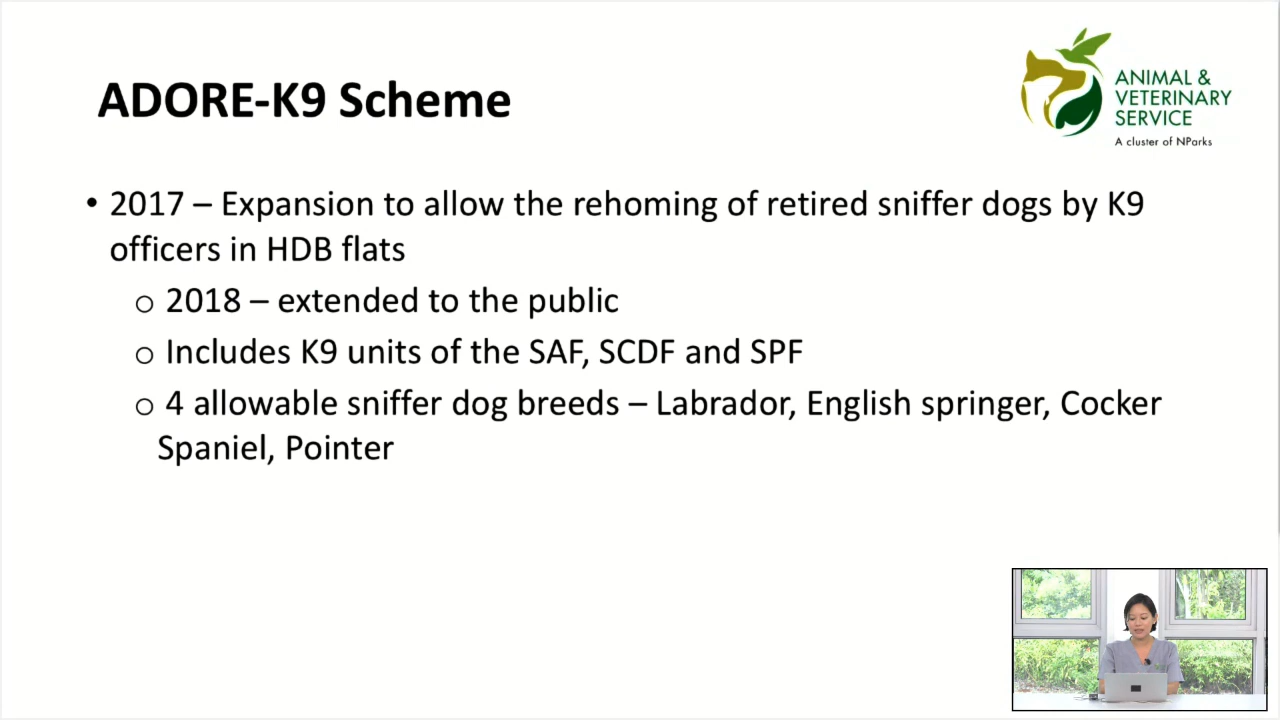 ADORE-K9 Scheme
ANIMAL &
VETERINARY
SERVICE
A cluster of NParks
• 2017 – Expansion to allow the rehoming of retired sniffer dogs by K9
officers in HDB flats
o 2018 – extended to the public
o Includes K9 units of the SAF, SCDF and SPF
o 4 allowable sniffer dog breeds – Labrador, English springer, Cocker
Spaniel, Pointer